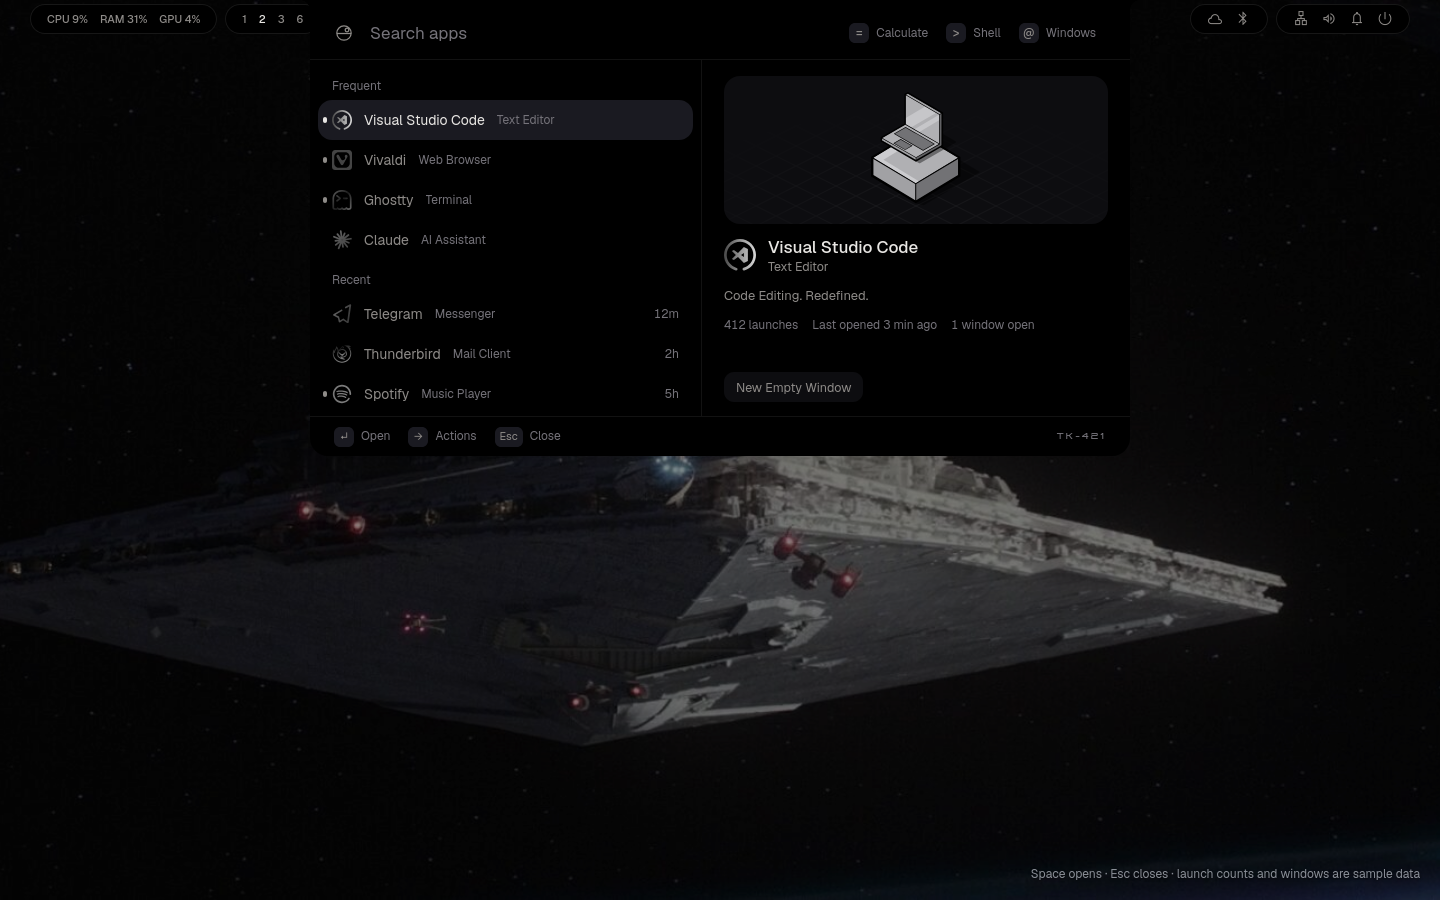 CPU 9% RAM 31% GPU 4%
1 2 3 6
Search apps
= Calculate > Shell @ Windows
Frequent
Visual Studio Code Text Editor
Vivaldi Web Browser
Ghostty Terminal
Claude AI Assistant
Recent
Telegram Messenger 12m
Thunderbird Mail Client 2h
Spotify Music Player 5h
Visual Studio Code
Text Editor
Code Editing. Redefined.
412 launches Last opened 3 min ago 1 window open
New Empty Window
↵ Open → Actions Esc Close
TK-421
Space opens · Esc closes · launch counts and windows are sample data